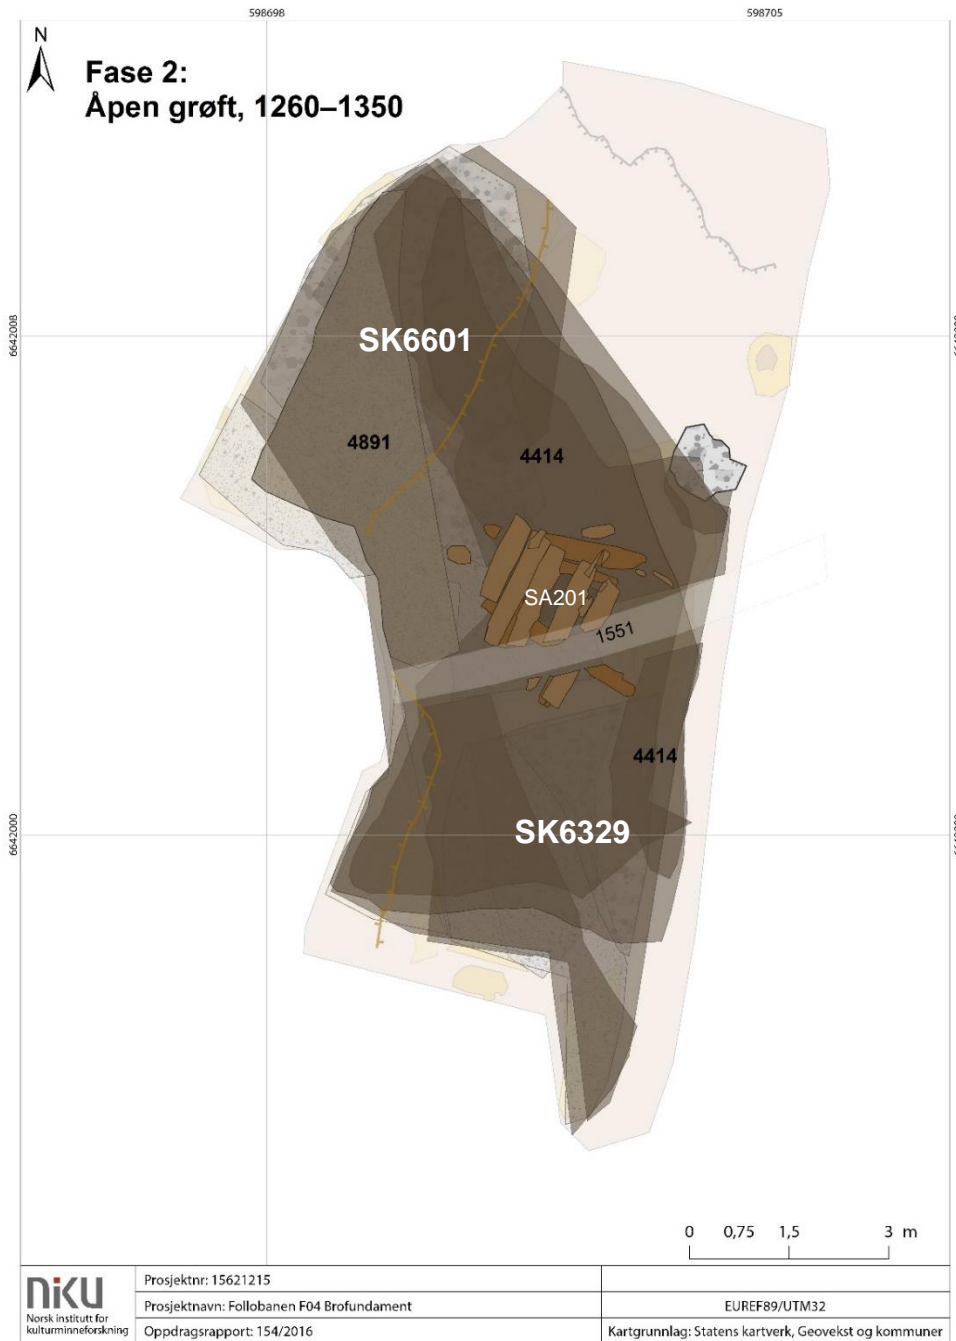 598698
598705
N
Fase 2:
Åpen grøft, 1260–1350
6642008
SK6601
4891
4414
SA201
1551
4414
6642000
SK6329
0 0,75 1,5 3 m
niku
Norsk institutt for
kulturminneforskning
Prosjektnr: 15621215
Prosjektnavn: Follobanen F04 Brofundament
EUREF89/UTM32
Oppdragsrapport: 154/2016
Kartgrunnlag: Statens kartverk, Geovekst og kommuner